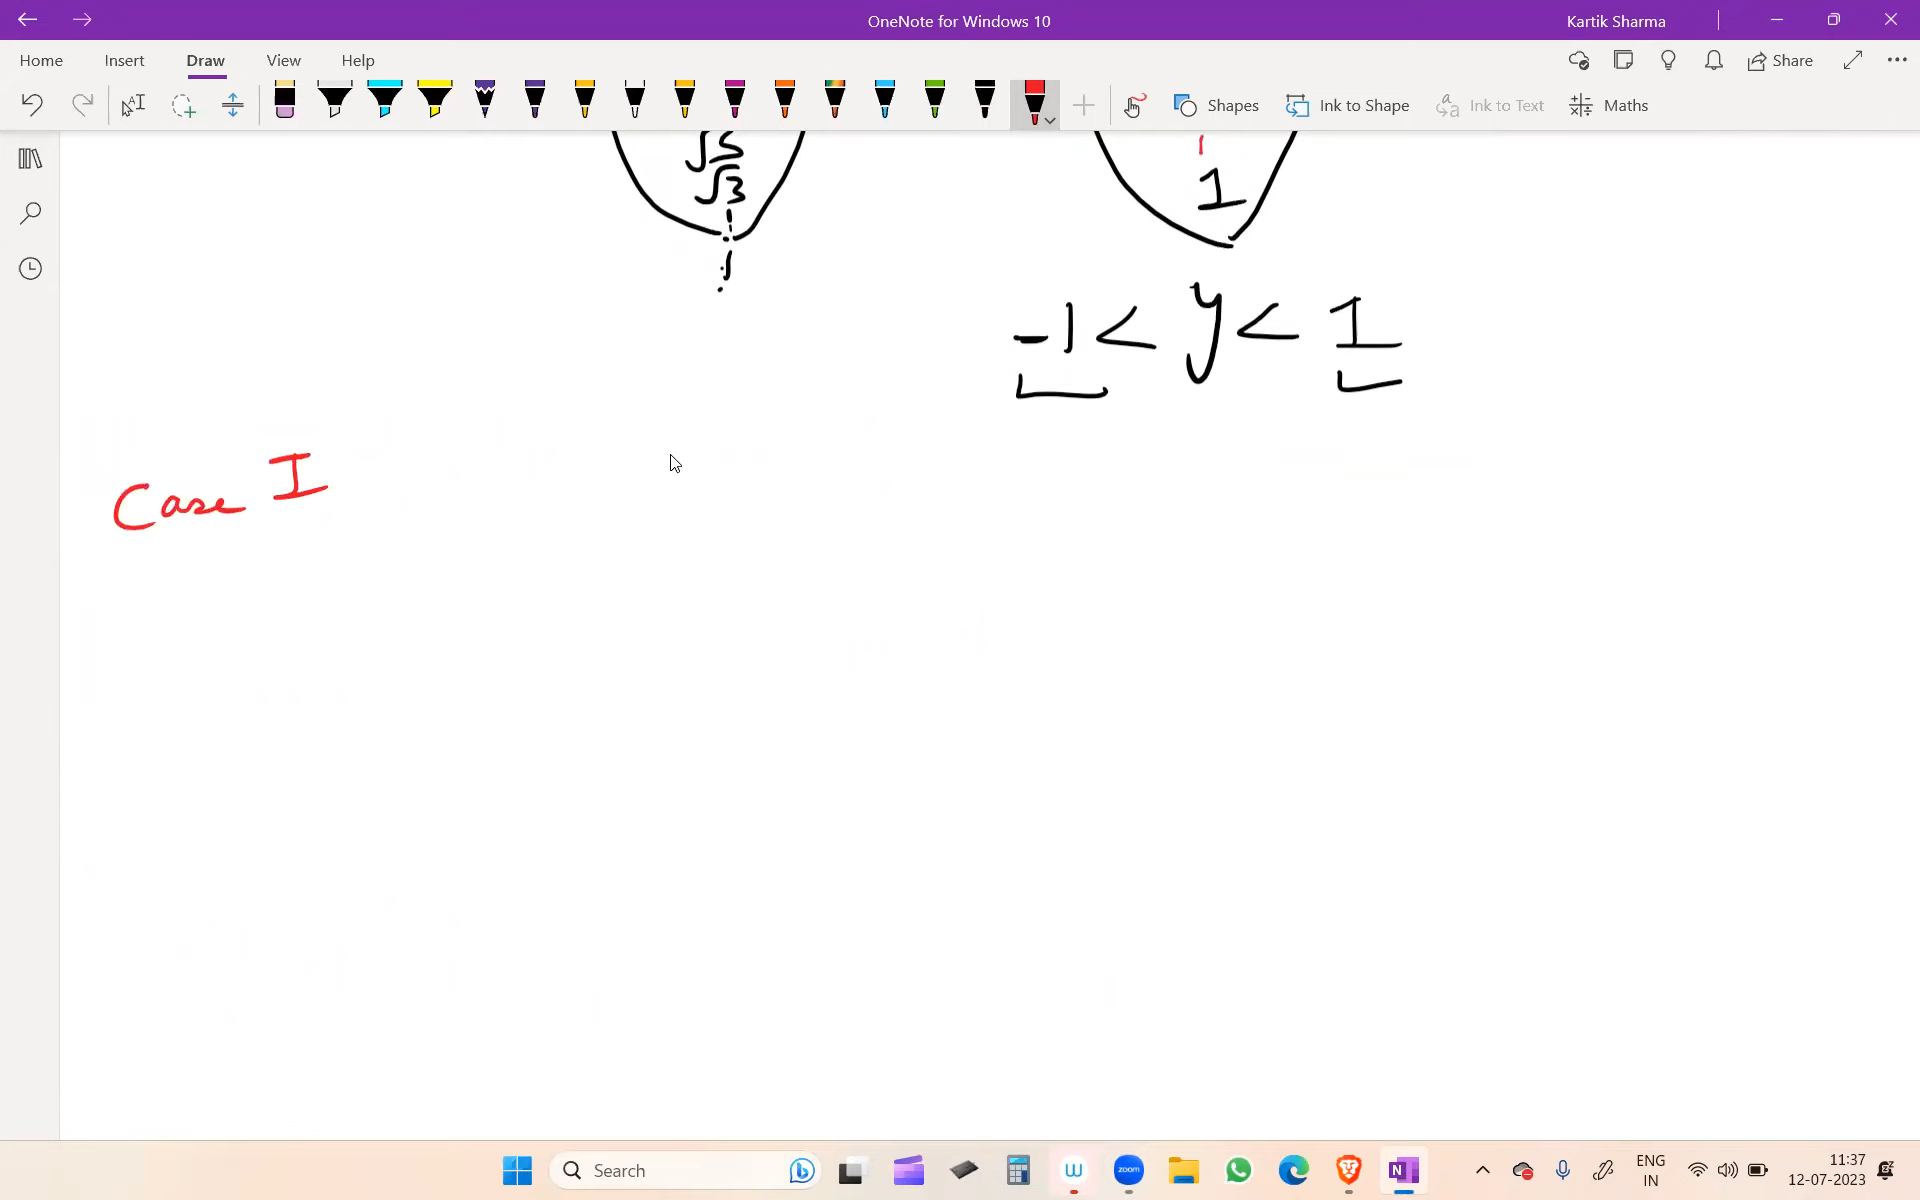 OneNote for Windows 10
Kartik Sharma
Home Insert Draw View Help
Share
Shapes Ink to Shape Ink to Text Maths
√5
√3
1
-1 < y < 1
Case I
Search
zoom
ENG
IN
11:37
12-07-2023